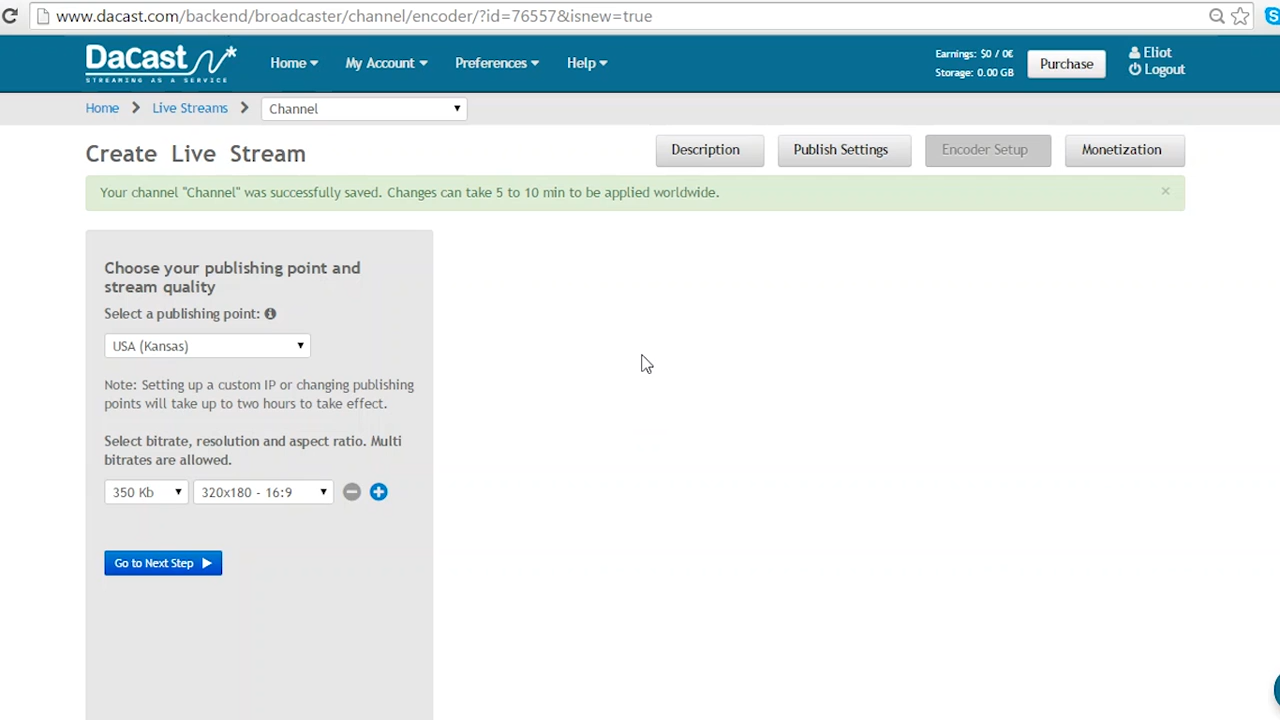 www.dacast.com/backend/broadcaster/channel/encoder/?id=76557&isnew=true
DaCast
STREAMING AS A SERVICE
Home
My Account
Preferences
Help
Earnings: $0 / 0€
Storage: 0.00 GB
Purchase
Eliot
Logout
Home
Live Streams
Channel
Create Live Stream
Description
Publish Settings
Encoder Setup
Monetization
Your channel "Channel" was successfully saved. Changes can take 5 to 10 min to be applied worldwide.
×
Choose your publishing point and
stream quality
Select a publishing point:
USA (Kansas)
Note: Setting up a custom IP or changing publishing
points will take up to two hours to take effect.
Select bitrate, resolution and aspect ratio. Multi
bitrates are allowed.
350 Kb
320x180 - 16:9
Go to Next Step